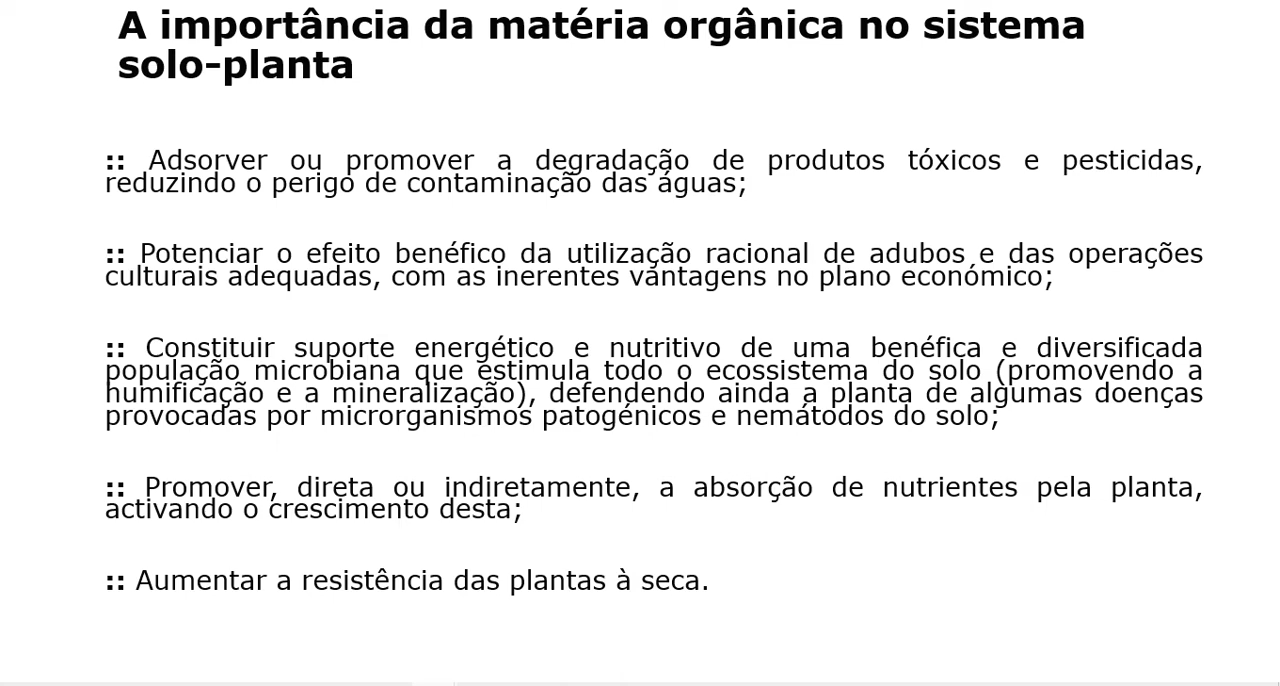 A importância da matéria orgânica no sistema
solo-planta
:: Adsorver ou promover a degradação de produtos tóxicos e pesticidas,
reduzindo o perigo de contaminação das águas;
:: Potenciar o efeito benéfico da utilização racional de adubos e das operações
culturais adequadas, com as inerentes vantagens no plano económico;
:: Constituir suporte energético e nutritivo de uma benéfica e diversificada
população microbiana que estimula todo o ecossistema do solo (promovendo a
humificação e a mineralização), defendendo ainda a planta de algumas doenças
provocadas por microrganismos patogénicos e nemátodos do solo;
:: Promover, direta ou indiretamente, a absorção de nutrientes pela planta,
activando o crescimento desta;
:: Aumentar a resistência das plantas à seca.